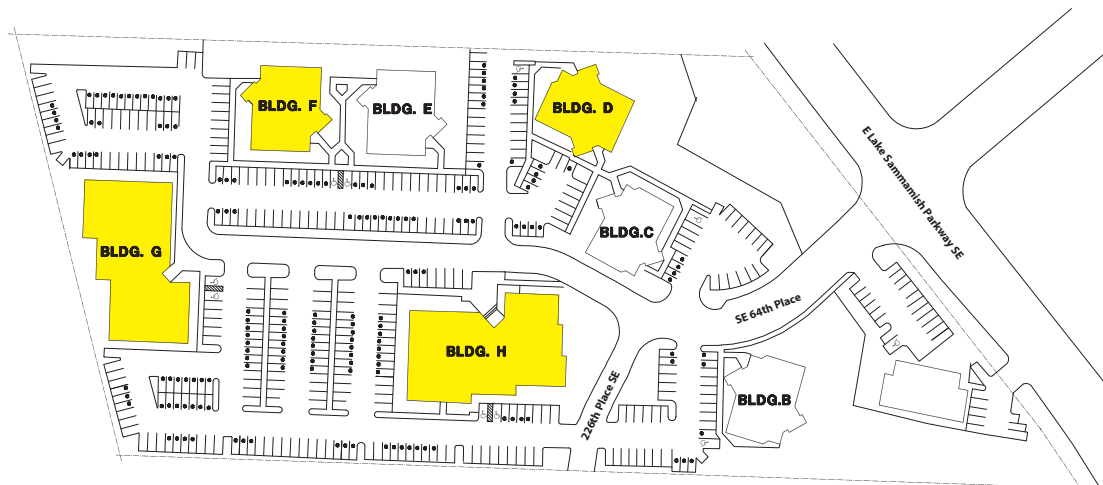 BLDG. F
BLDG. E
BLDG. D
E Lake Sammamish Parkway SE
BLDG.C
BLDG. G
SE 64th Place
BLDG. H
226th Place SE
BLDG.B